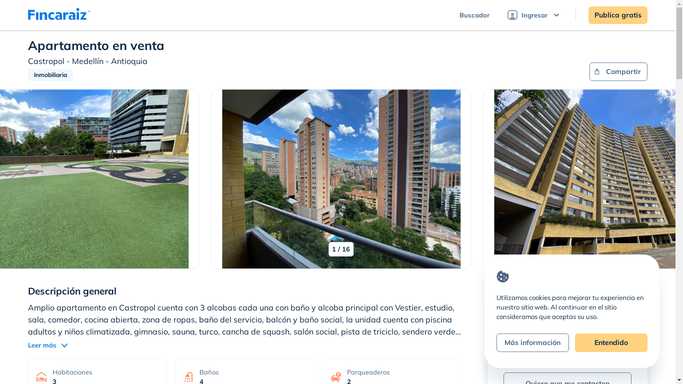 Fincaraiz
Buscador
Ingresar
Publica gratis
Apartamento en venta
Castropol - Medellín - Antioquia
Inmobiliaria
Compartir
1 / 16
Descripción general
Amplio apartamento en Castropol cuenta con 3 alcobas cada una con baño y alcoba principal con Vestier, estudio,
sala, comedor, cocina abierta, zona de ropas, baño del servicio, balcón y baño social, la unidad cuenta con piscina
adultos y niños climatizada, gimnasio, sauna, turco, cancha de squash, salón social, pista de triciclo, sendero verde...
Leer más
Habitaciones
3
Baños
4
Parqueaderos
2
Utilizamos cookies para mejorar tu experiencia en
nuestro sitio web. Al continuar en el sitio
consideramos que aceptas su uso.
Más información
Entendido
Quiero que me contacten